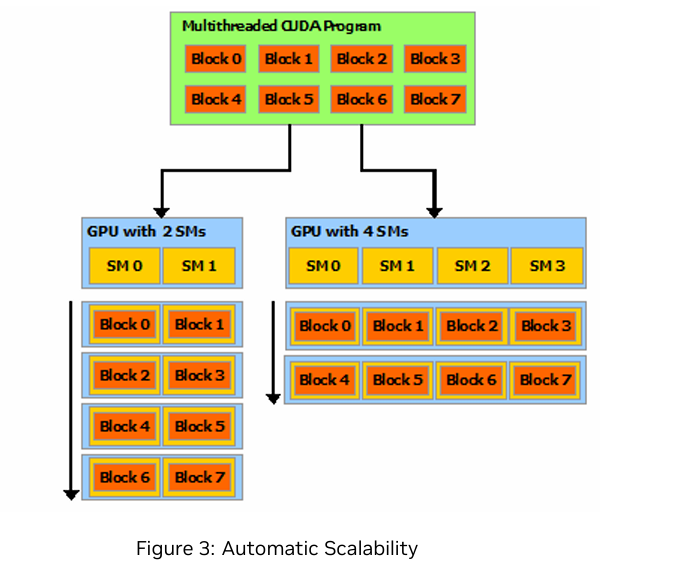 Multithreaded CUDA Program
Block 0 Block 1 Block 2 Block 3
Block 4 Block 5 Block 6 Block 7
GPU with 2 SMs
SM 0 SM 1
Block 0 Block 1
Block 2 Block 3
Block 4 Block 5
Block 6 Block 7
GPU with 4 SMs
SM 0 SM 1 SM 2 SM 3
Block 0 Block 1 Block 2 Block 3
Block 4 Block 5 Block 6 Block 7
Figure 3: Automatic Scalability